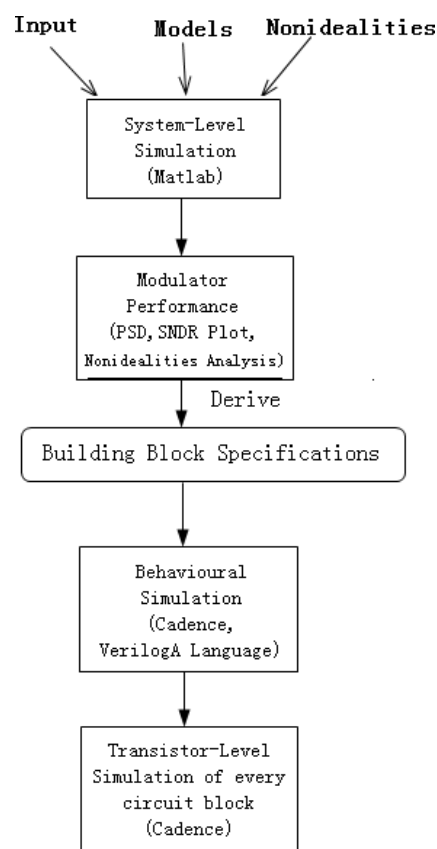 Input
Models
Nonidealities
System-Level
Simulation
(Matlab)
Modulator
Performance
(PSD, SNDR Plot,
Nonidealities Analysis)
Derive
Building Block Specifications
Behavioural
Simulation
(Cadence,
VerilogA Language)
Transistor-Level
Simulation of every
circuit block
(Cadence)